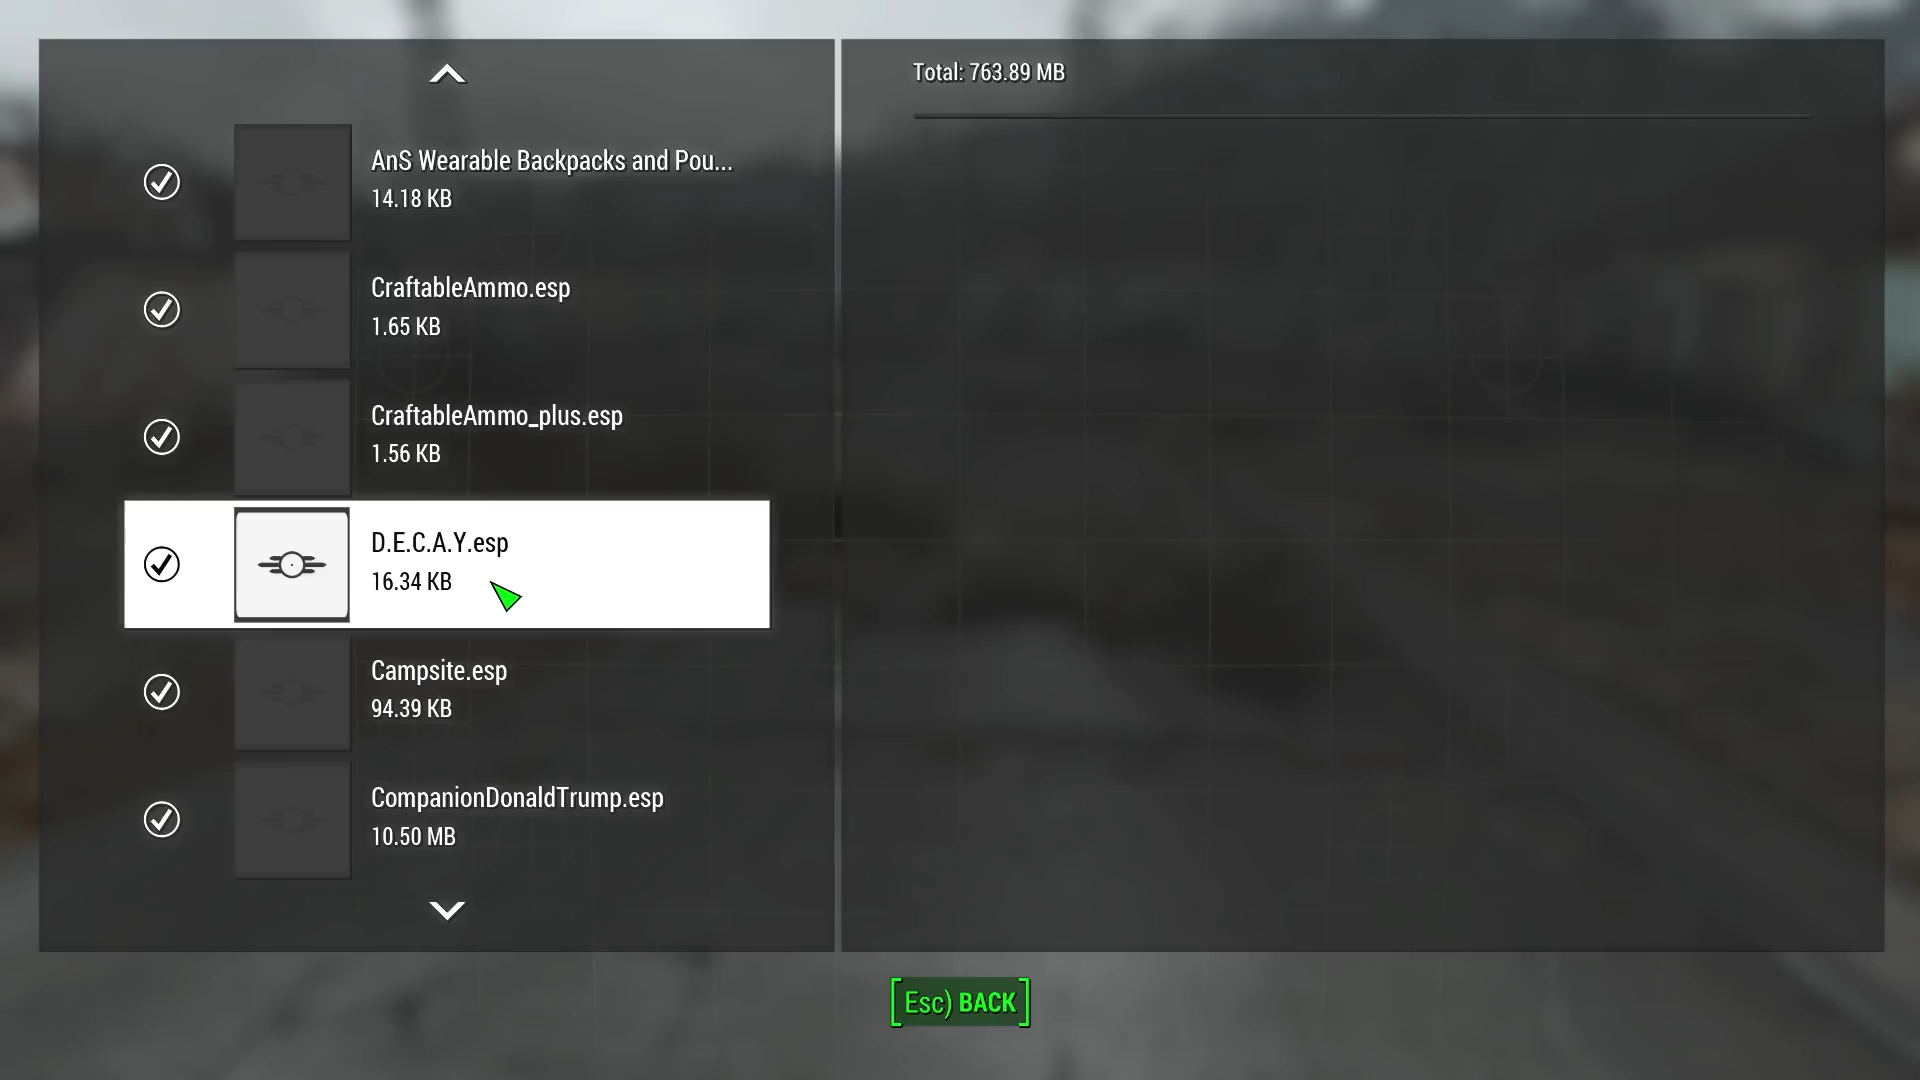 Total: 763.89 MB
AnS Wearable Backpacks and Pou...
14.18 KB
CraftableAmmo.esp
1.65 KB
CraftableAmmo_plus.esp
1.56 KB
D.E.C.A.Y.esp
16.34 KB
Campsite.esp
94.39 KB
CompanionDonaldTrump.esp
10.50 MB
Esc) BACK